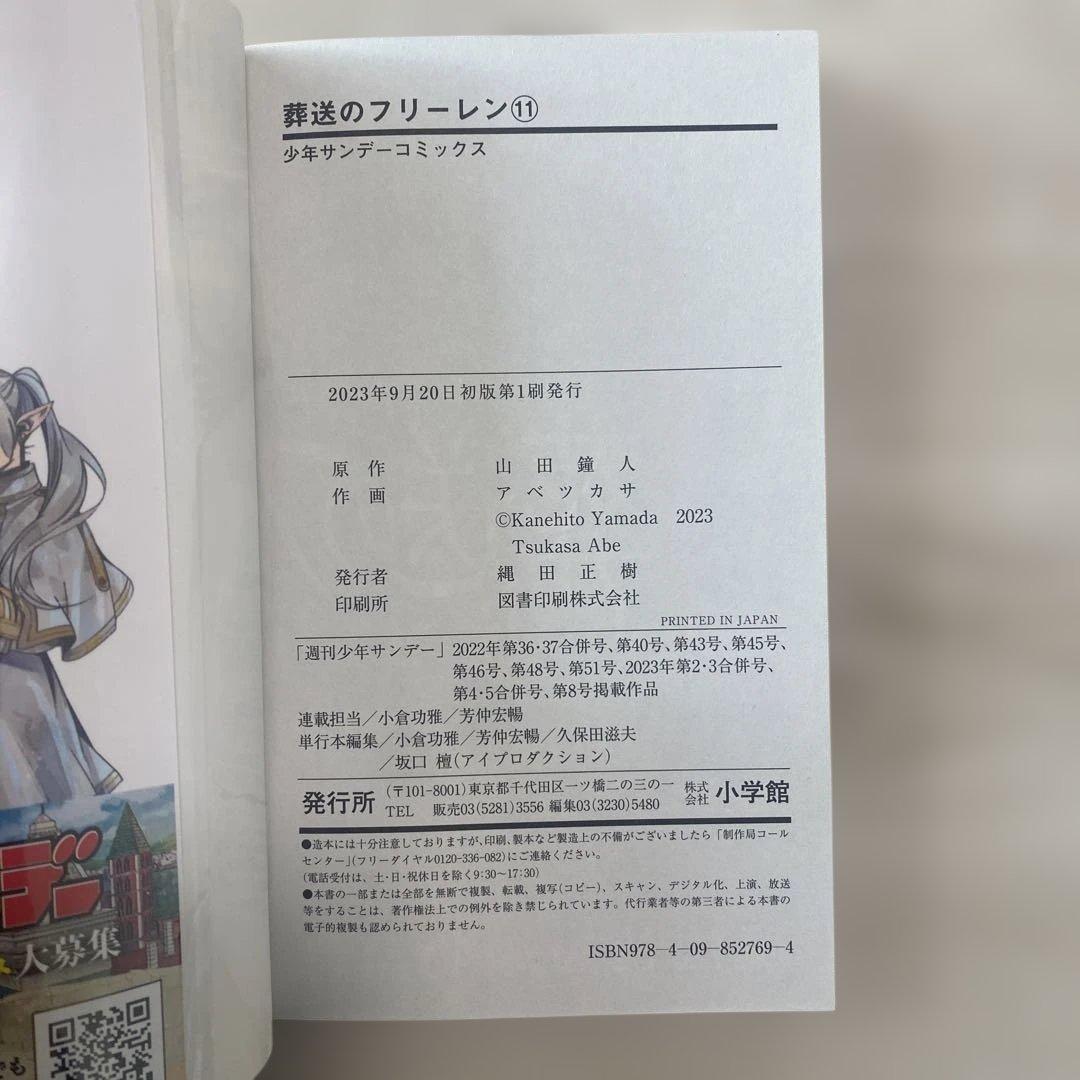 葬送のフリーレン⑪
少年サンデーコミックス
2023年9月20日初版第1刷発行
原 作 山 田 鐘 人
作 画 ア ベ ツ カ サ
©Kanehito Yamada 2023
Tsukasa Abe
発行者 縄 田 正 樹
印刷所 図書印刷株式会社
PRINTED IN JAPAN
「週刊少年サンデー」2022年第36・37合併号、第40号、第43号、第45号、
第46号、第48号、第51号、2023年第2・3合併号、
第4・5合併号、第8号掲載作品
連載担当／小倉功雅／芳仲宏暢
単行本編集／小倉功雅／芳仲宏暢／久保田滋夫
／坂口 檀(アイプロダクション)
発行所 (〒101-8001)東京都千代田区一ツ橋二の三の一 株式会社 小学館
TEL 販売03(5281)3556 編集03(3230)5480
●造本には十分注意しておりますが、印刷、製本など製造上の不備がございましたら「制作局コール
センター」(フリーダイヤル0120-336-082)にご連絡ください。
(電話受付は、土・日・祝休日を除く9:30〜17:30)
●本書の一部または全部を無断で複製、転載、複写(コピー)、スキャン、デジタル化、上演、放送
等をすることは、著作権法上での例外を除き禁じられています。代行業者等の第三者による本書の
電子的複製も認められておりません。
ISBN978-4-09-852769-4
デー
大募集
でも